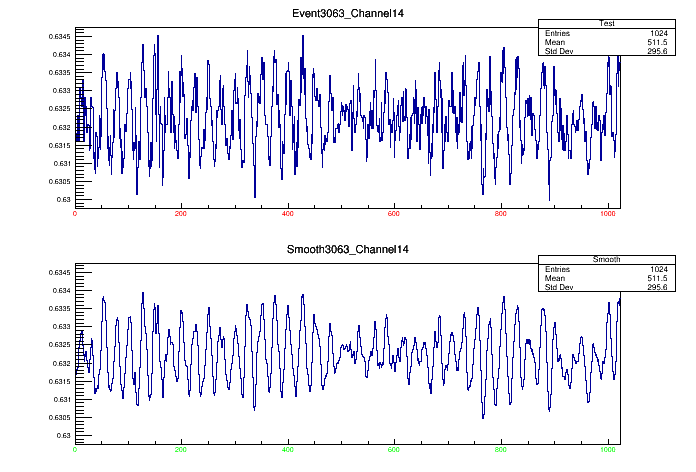 Event3063_Channel14
Test
Entries 1024
Mean 511.5
Std Dev 295.6
0.6345
0.634
0.6335
0.633
0.6325
0.632
0.6315
0.631
0.6305
0.63
0 200 400 600 800 1000
Smooth3063_Channel14
Smooth
Entries 1024
Mean 511.5
Std Dev 295.6
0.6345
0.634
0.6335
0.633
0.6325
0.632
0.6315
0.631
0.6305
0.63
0 200 400 600 800 1000